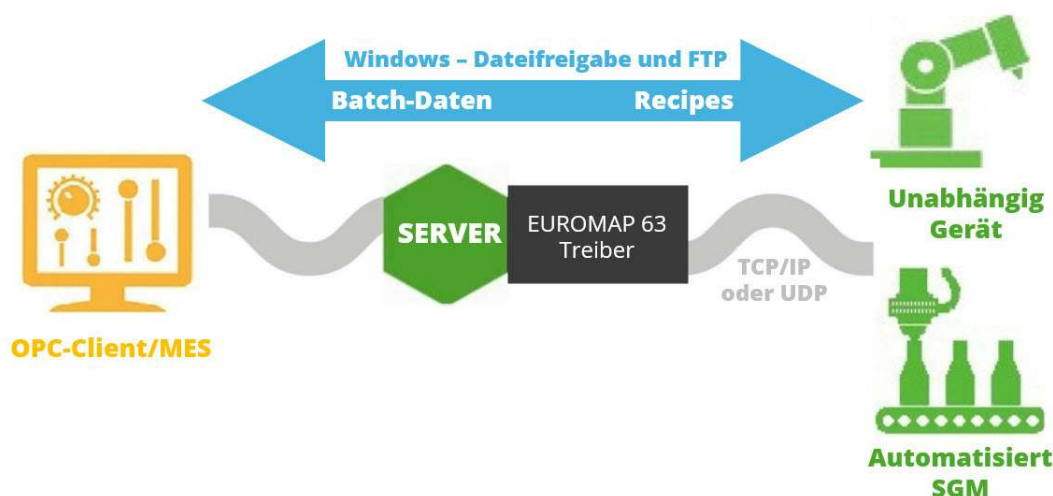 Windows – Dateifreigabe und FTP
Batch-Daten Recipes
SERVER
EUROMAP 63
Treiber
TCP/IP
oder UDP
OPC-Client/MES
Unabhängig
Gerät
Automatisiert
SGM